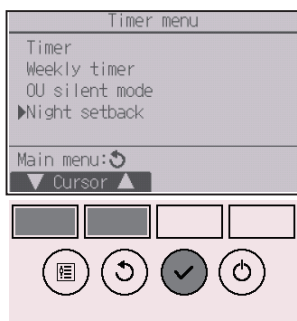 Timer menu
Timer
Weekly timer
OU silent mode
▶Night setback
Main menu:
▼ Cursor ▲